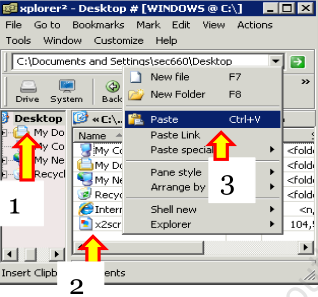 xplorer² - Desktop # [WINDOWS @ C:\]
File Go to Bookmarks Mark Edit View Actions
Tools Window Customize Help
C:\Documents and Settings\sec660\Desktop
Drive System Back »
New file F7
New Folder F8
Paste Ctrl+V
Paste Link
Paste special
Pane style
Arrange by
Shell new
Explorer
Desktop
My Do
My Co
My Ne
Recycl
«C:\
Name
My Co
My Do
My Ne
Recyc
Intern
x2scr
<folde
<folde
<folde
<folde
<n,
104,9
1
2
3
Insert Clipb ents